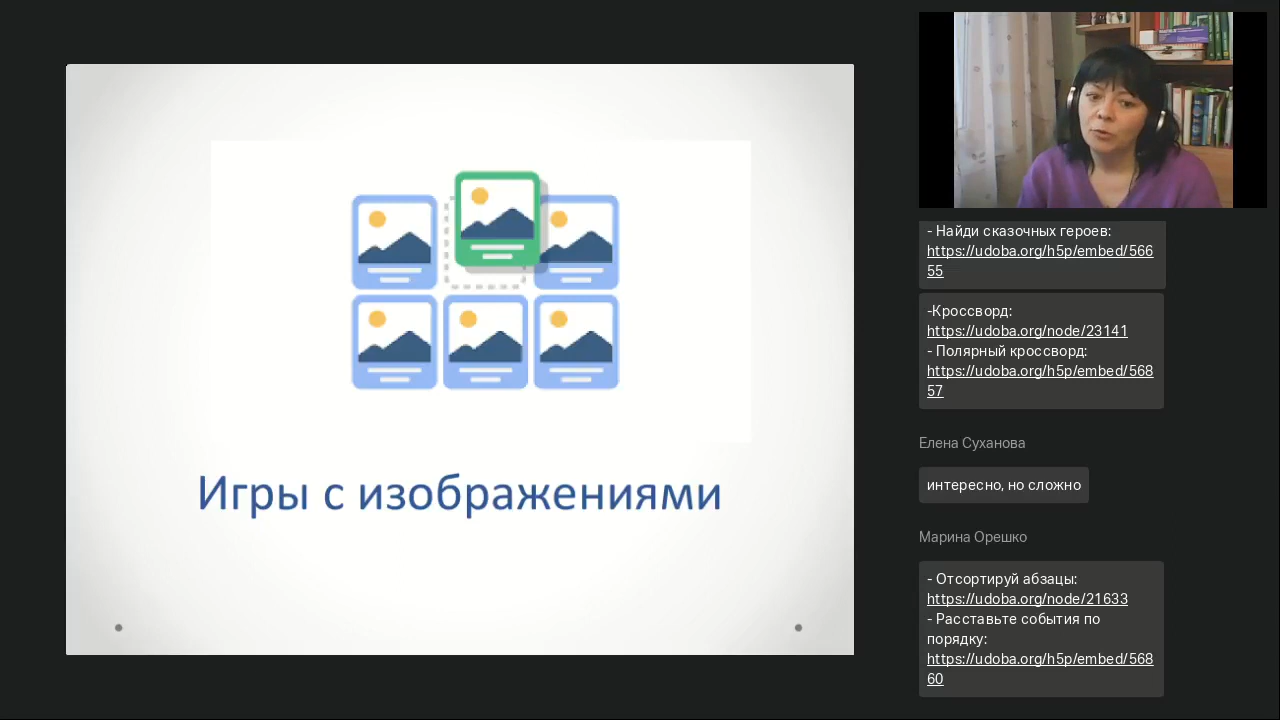 Игры с изображениями
- Найди сказочных героев:
https://udoba.org/h5p/embed/566
55
-Кроссворд:
https://udoba.org/node/23141
- Полярный кроссворд:
https://udoba.org/h5p/embed/568
57
Елена Суханова
интересно, но сложно
Марина Орешко
- Отсортируй абзацы:
https://udoba.org/node/21633
- Расставьте события по
порядку:
https://udoba.org/h5p/embed/568
60